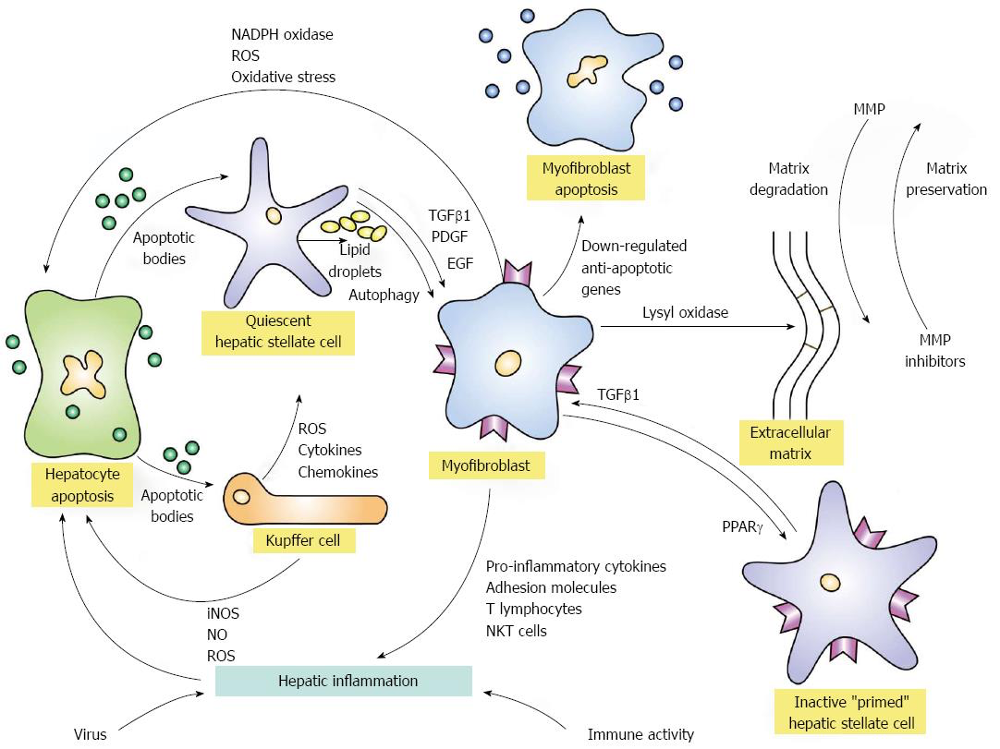 NADPH oxidase
ROS
Oxidative stress
Myofibroblast
apoptosis
MMP
Matrix
degradation
Matrix
preservation
Apoptotic
bodies
TGFβ1
PDGF
EGF
Lipid
droplets
Autophagy
Down-regulated
anti-apoptotic
genes
Quiescent
hepatic stellate cell
Lysyl oxidase
MMP
inhibitors
TGFβ1
Extracellular
matrix
ROS
Cytokines
Chemokines
Myofibroblast
Hepatocyte
apoptosis
Apoptotic
bodies
Kupffer cell
PPARγ
Pro-inflammatory cytokines
Adhesion molecules
T lymphocytes
NKT cells
iNOS
NO
ROS
Hepatic inflammation
Inactive "primed"
hepatic stellate cell
Virus
Immune activity